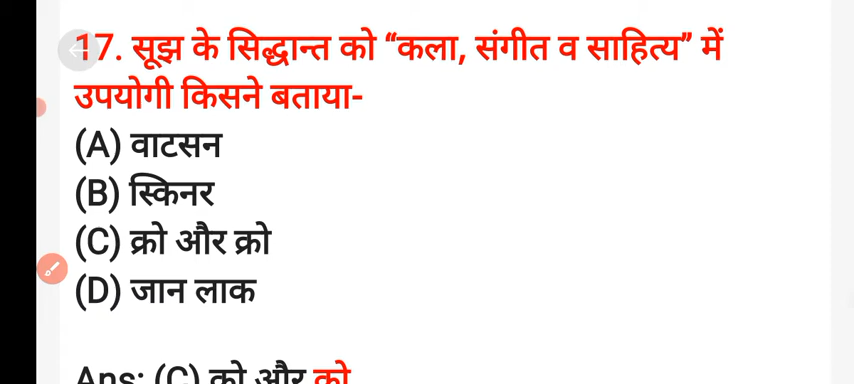 17. सूझ के सिद्धान्त को “कला, संगीत व साहित्य” में
उपयोगी किसने बताया-
(A) वाटसन
(B) स्किनर
(C) क्रो और क्रो
(D) जान लाक
Ans: (C) क्रो और क्रो